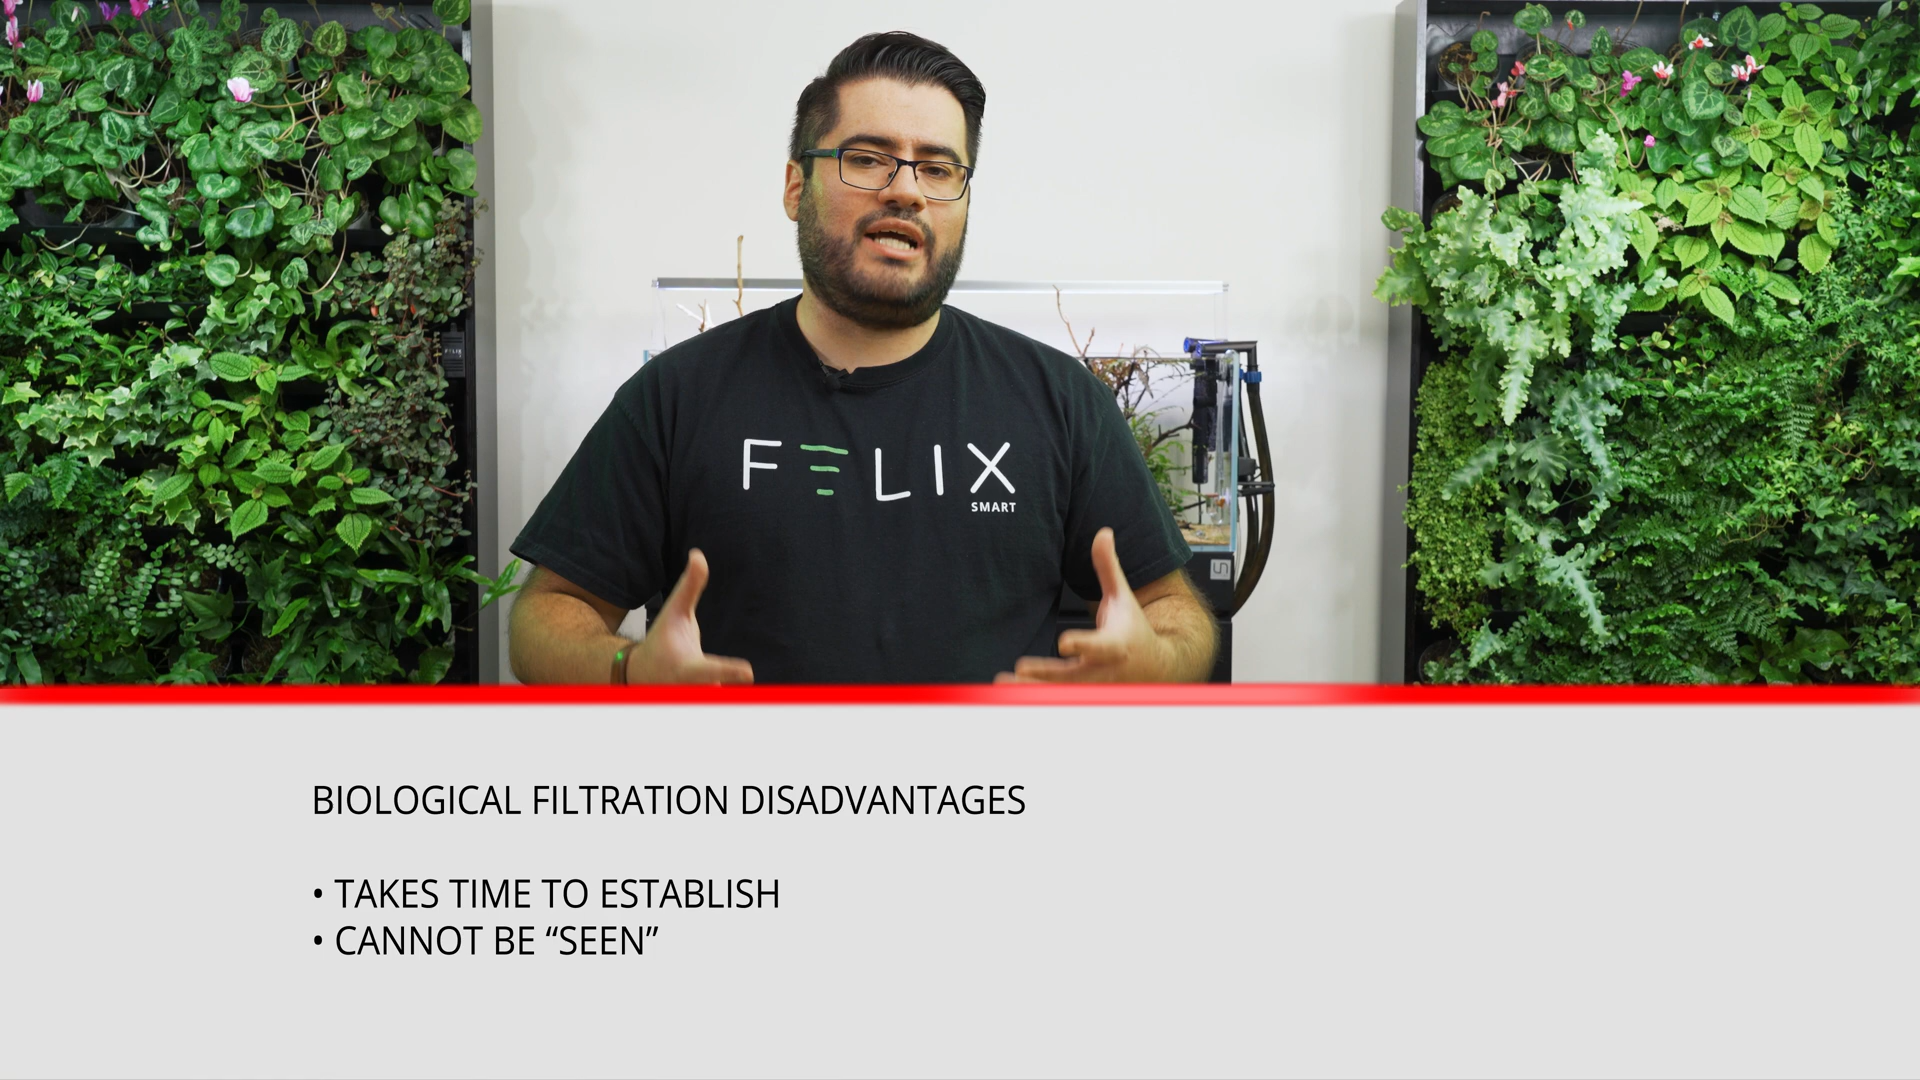 FELIX
SMART
BIOLOGICAL FILTRATION DISADVANTAGES
• TAKES TIME TO ESTABLISH
• CANNOT BE “SEEN”